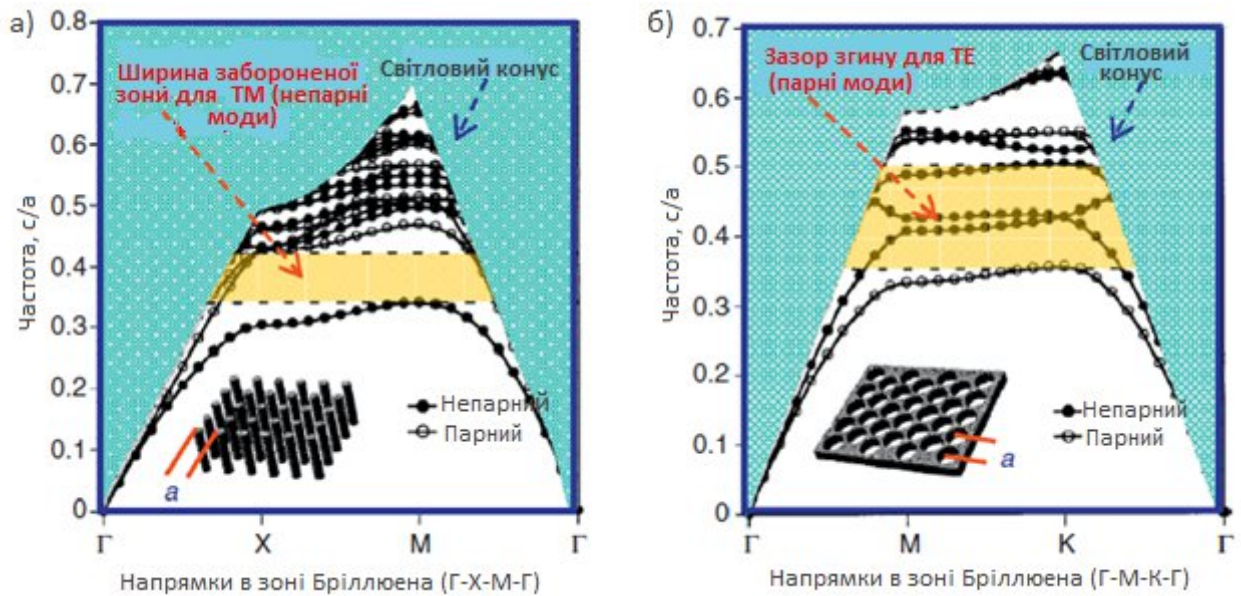 а)
Ширина забороненої
зони для ТМ (непарні
моди)
Світловий конус
Частота, c/a
0.8
0.7
0.6
0.5
0.4
0.3
0.2
0.1
0
Непарний
Парний
a
Γ
X
M
Γ
Напрямки в зоні Бріллюена (Г-Х-М-Г)
б)
Зазор згину для ТЕ
(парні моди)
Світловий
конус
Частота, c/a
0.7
0.6
0.5
0.4
0.3
0.2
0.1
0
Непарний
Парний
a
Γ
M
K
Γ
Напрямки в зоні Бріллюена (Г-М-К-Г)